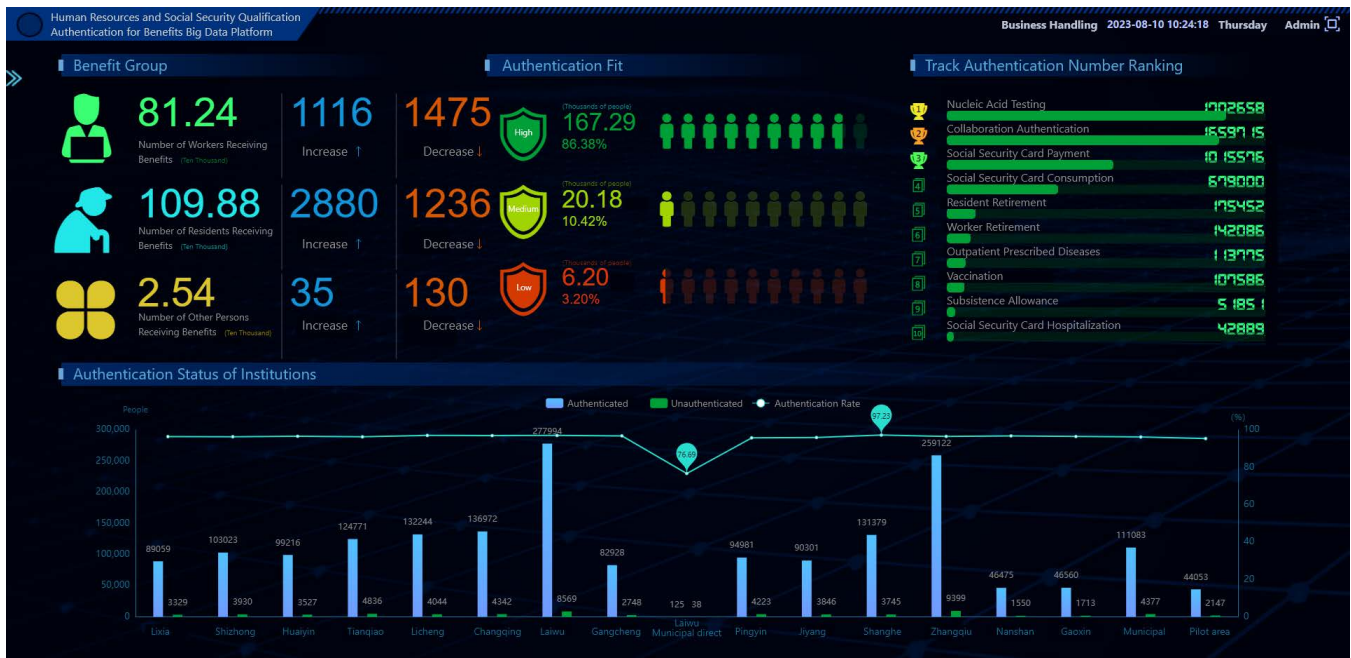 Human Resources and Social Security Qualification
Authentication for Benefits Big Data Platform
Business Handling 2023-08-10 10:24:18 Thursday Admin
Benefit Group
81.24
Number of Workers Receiving
Benefits (Ten Thousand)
1116
Increase ↑
1475
Decrease ↓
109.88
Number of Residents Receiving
Benefits (Ten Thousand)
2880
Increase ↑
1236
Decrease ↓
2.54
Number of Other Persons
Receiving Benefits (Ten Thousand)
35
Increase ↑
130
Decrease ↓
Authentication Fit
High
(Thousands of people)
167.29
86.38%
Medium
(Thousands of people)
20.18
10.42%
Low
(Thousands of people)
6.20
3.20%
Track Authentication Number Ranking
1 Nucleic Acid Testing 1702658
2 Collaboration Authentication 1659715
3 Social Security Card Payment 1015576
4 Social Security Card Consumption 679000
5 Resident Retirement 175452
6 Worker Retirement 142086
7 Outpatient Prescribed Diseases 113775
8 Vaccination 107586
9 Subsistence Allowance 51851
10 Social Security Card Hospitalization 42889
Authentication Status of Institutions
Authenticated Unauthenticated Authentication Rate
People
(%)
300,000
250,000
200,000
150,000
100,000
50,000
0
100
80
60
40
20
0
76.69
97.23
89059 3329
103023 3930
99216 3527
124771 4836
132244 4044
136972 4342
277994 8569
82928 2748
125 38
94981 4223
90301 3846
131379 3745
259122 9399
46475 1550
46560 1713
111083 4377
44053 2147
Lixia
Shizhong
Huaiyin
Tianqiao
Licheng
Changqing
Laiwu
Gangcheng
Laiwu
Municipal direct
Pingyin
Jiyang
Shanghe
Zhangqiu
Nanshan
Gaoxin
Municipal
Pilot area